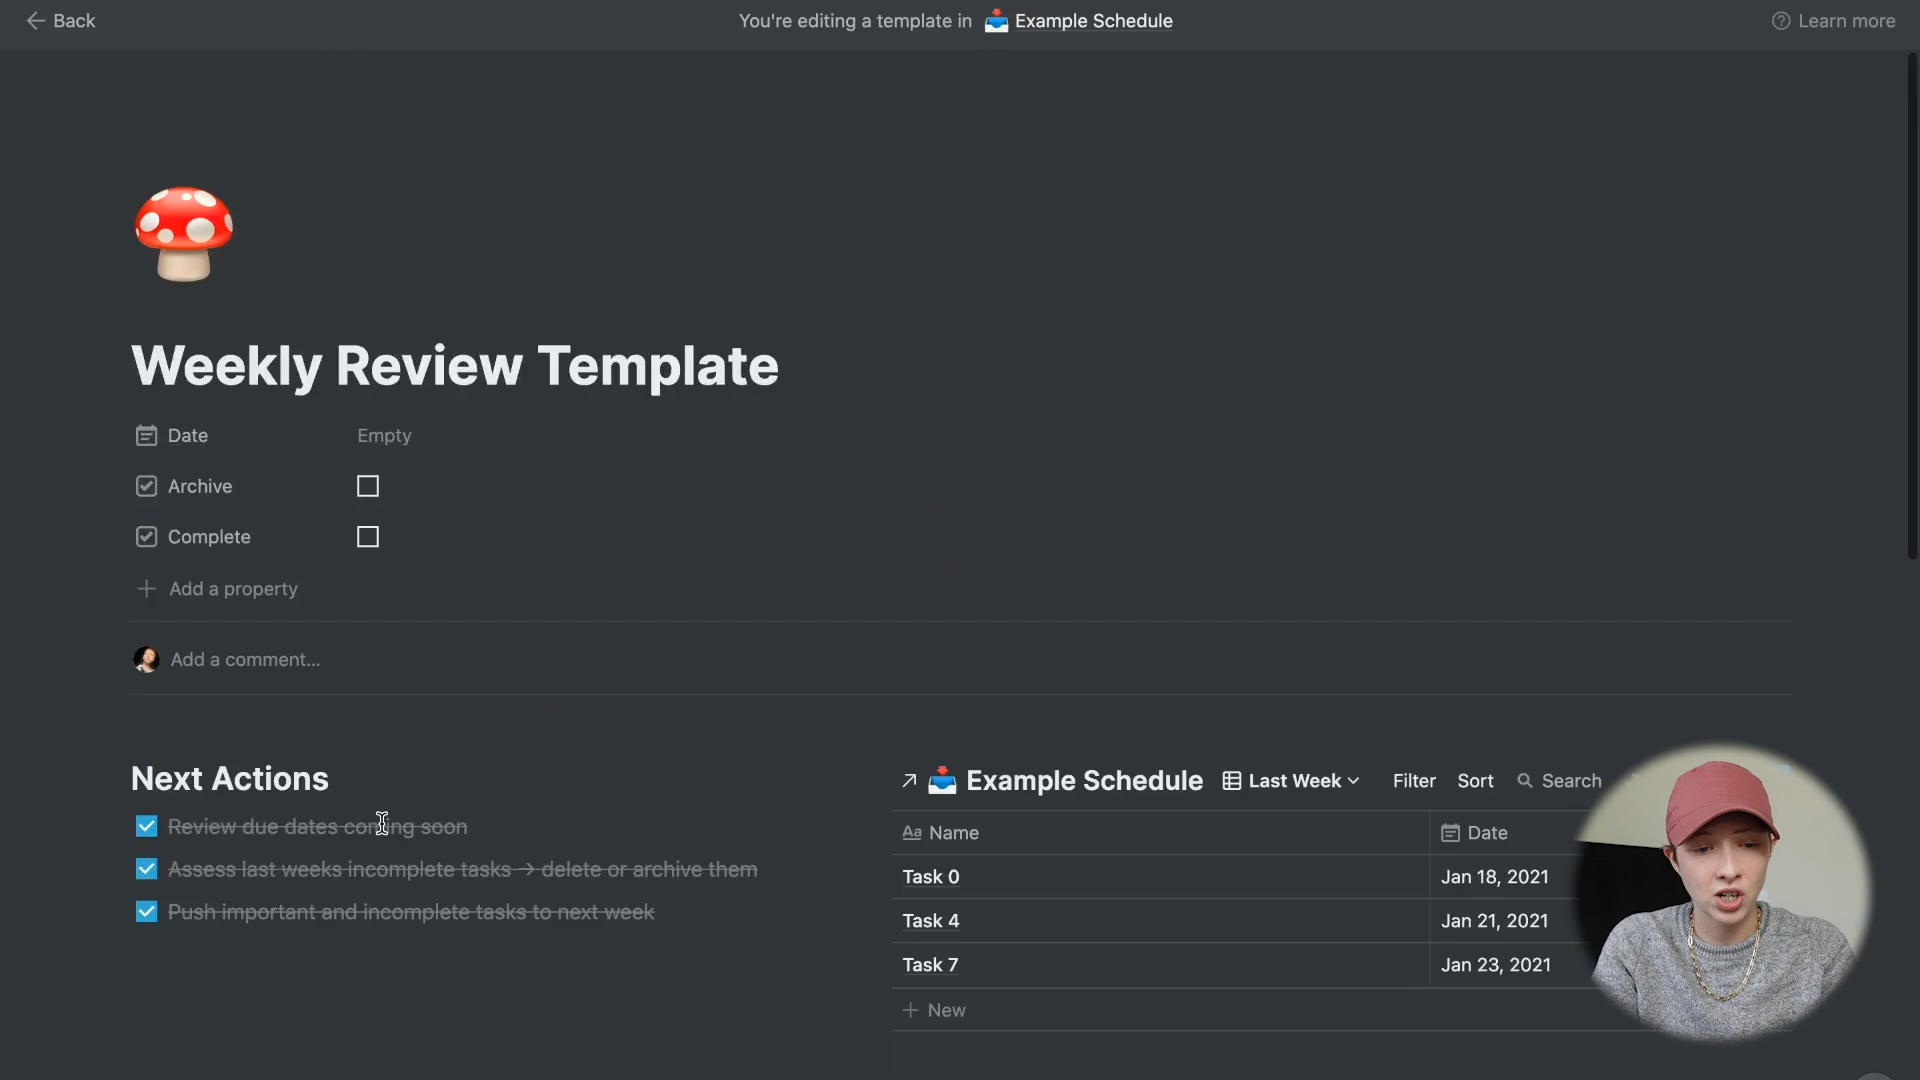 Back
You're editing a template in Example Schedule
Learn more
Weekly Review Template
Date Empty
Archive
Complete
Add a property
Add a comment...
Next Actions
Review due dates coming soon
Assess last weeks incomplete tasks → delete or archive them
Push important and incomplete tasks to next week
Example Schedule Last Week Filter Sort Search
Aa Name Date
Task 0 Jan 18, 2021
Task 4 Jan 21, 2021
Task 7 Jan 23, 2021
New